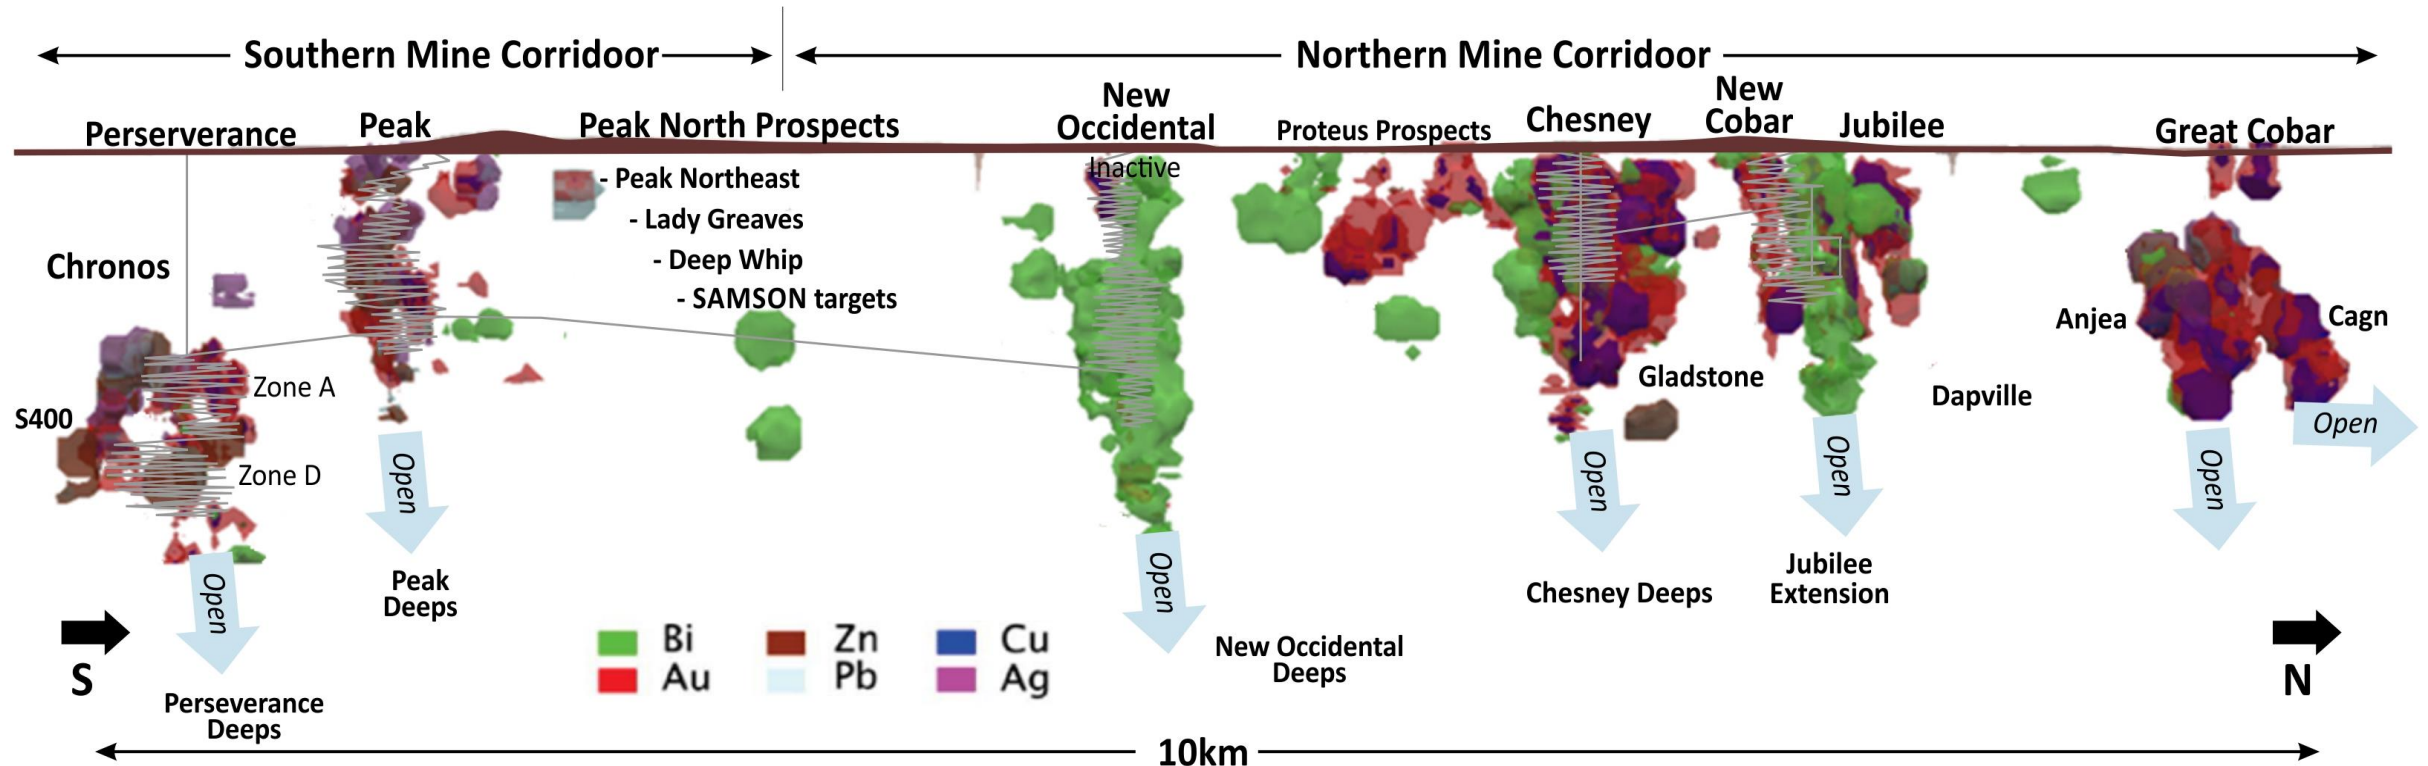 Southern Mine Corridoor
Northern Mine Corridoor
Perserverance
Peak
Peak North Prospects
New
Occidental
Inactive
Proteus Prospects
Chesney
New
Cobar
Jubilee
Great Cobar
- Peak Northeast
- Lady Greaves
- Deep Whip
- SAMSON targets
Chronos
Zone A
S400
Zone D
Anjea
Cagn
Gladstone
Dapville
Open
Open
Open
Open
Open
Open
Open
Peak
Deeps
Perseverance
Deeps
New Occidental
Deeps
Chesney Deeps
Jubilee
Extension
Bi
Zn
Cu
Au
Pb
Ag
S
N
10km